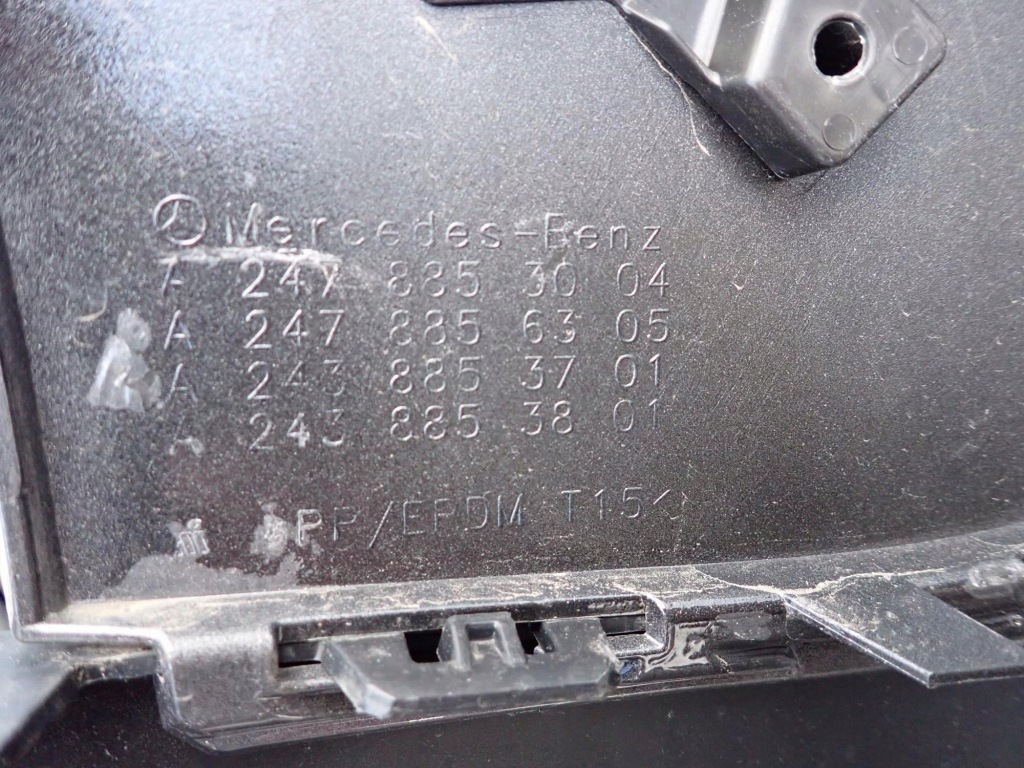 Mercedes-Benz
A 247 885 30 04
A 247 885 63 05
A 243 885 37 01
A 243 885 38 01
>PP/EPDM T15<